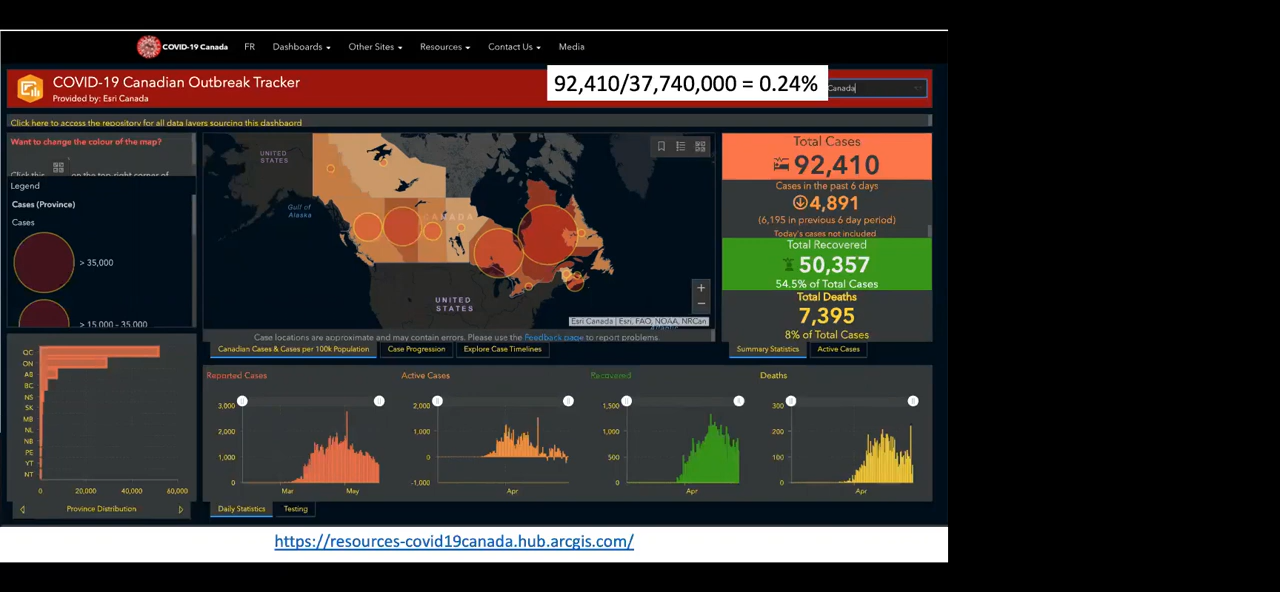 COVID-19 Canada FR Dashboards Other Sites Resources Contact Us Media
COVID-19 Canadian Outbreak Tracker
Provided by: Esri Canada
92,410/37,740,000 = 0.24%
Canada
Click here to access the repository for all data layers sourcing this dashboard
Want to change the colour of the map?
Click this on the top-right corner of
Legend
Cases (Province)
Cases
> 35,000
> 15 000 - 35 000
UNITED
STATES
Gulf of
Alaska
CANADA
UNITED
STATES
+
−
Esri Canada | Esri, FAO, NOAA, NRCan
Case locations are approximate and may contain errors. Please use the Feedback page to report problems.
Canadian Cases & Cases per 100k Population Case Progression Explore Case Timelines
Total Cases
92,410
Cases in the past 6 days
4,891
(6,195 in previous 6 day period)
Today's cases not included
Total Recovered
50,357
54.5% of Total Cases
Total Deaths
7,395
8% of Total Cases
Summary Statistics Active Cases
QC
ON
AB
BC
NS
SK
MB
NL
NB
PE
YT
NT
0 20,000 40,000 60,000
Province Distribution
Reported Cases
3,000
2,000
1,000
0
Mar May
Active Cases
2,000
1,000
0
-1,000
Apr
Recovered
1,500
1,000
500
0
Apr
Deaths
300
200
100
0
Apr
Daily Statistics Testing
https://resources-covid19canada.hub.arcgis.com/